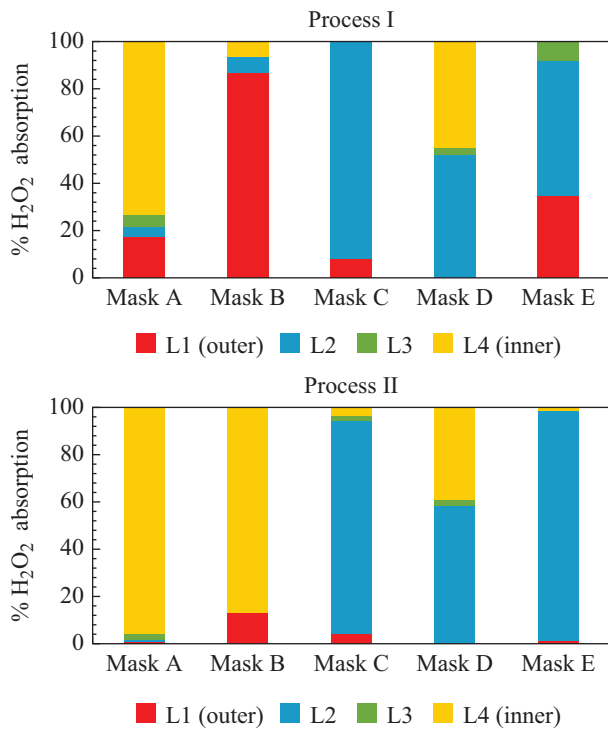 Process I
% H₂O₂ absorption
100
80
60
40
20
0
Mask A Mask B Mask C Mask D Mask E
L1 (outer) L2 L3 L4 (inner)
Process II
% H₂O₂ absorption
100
80
60
40
20
0
Mask A Mask B Mask C Mask D Mask E
L1 (outer) L2 L3 L4 (inner)